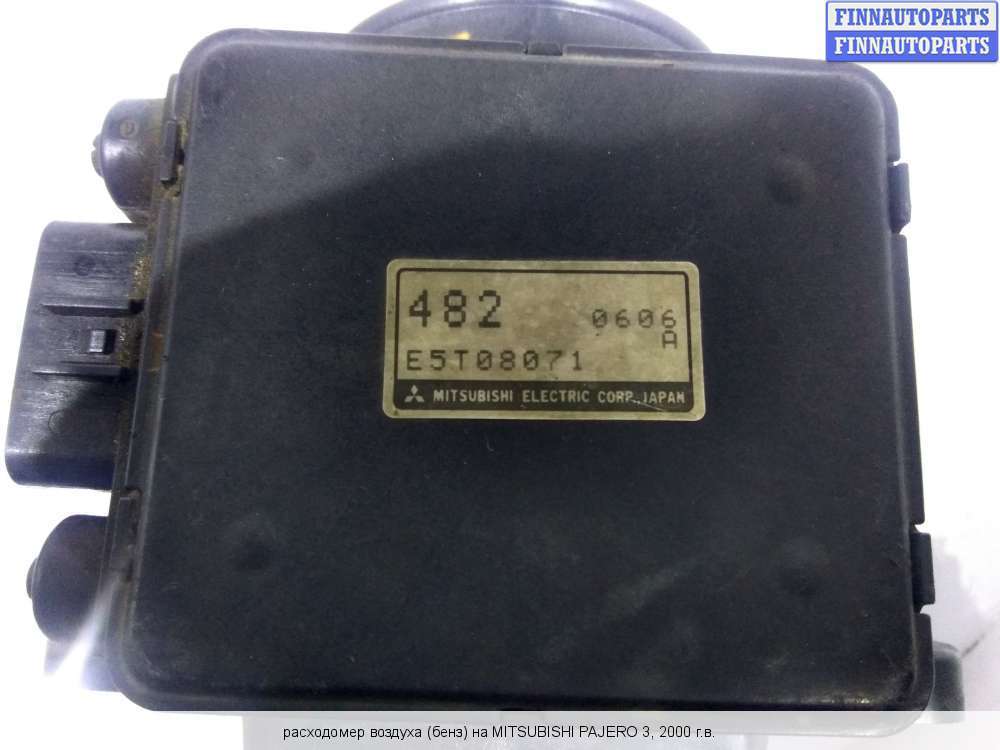 FINNAUTOPARTS
FINNAUTOPARTS
482 0606
A
E5T08071
MITSUBISHI ELECTRIC CORP., JAPAN
расходомер воздуха (бенз) на MITSUBISHI PAJERO 3, 2000 г.в.